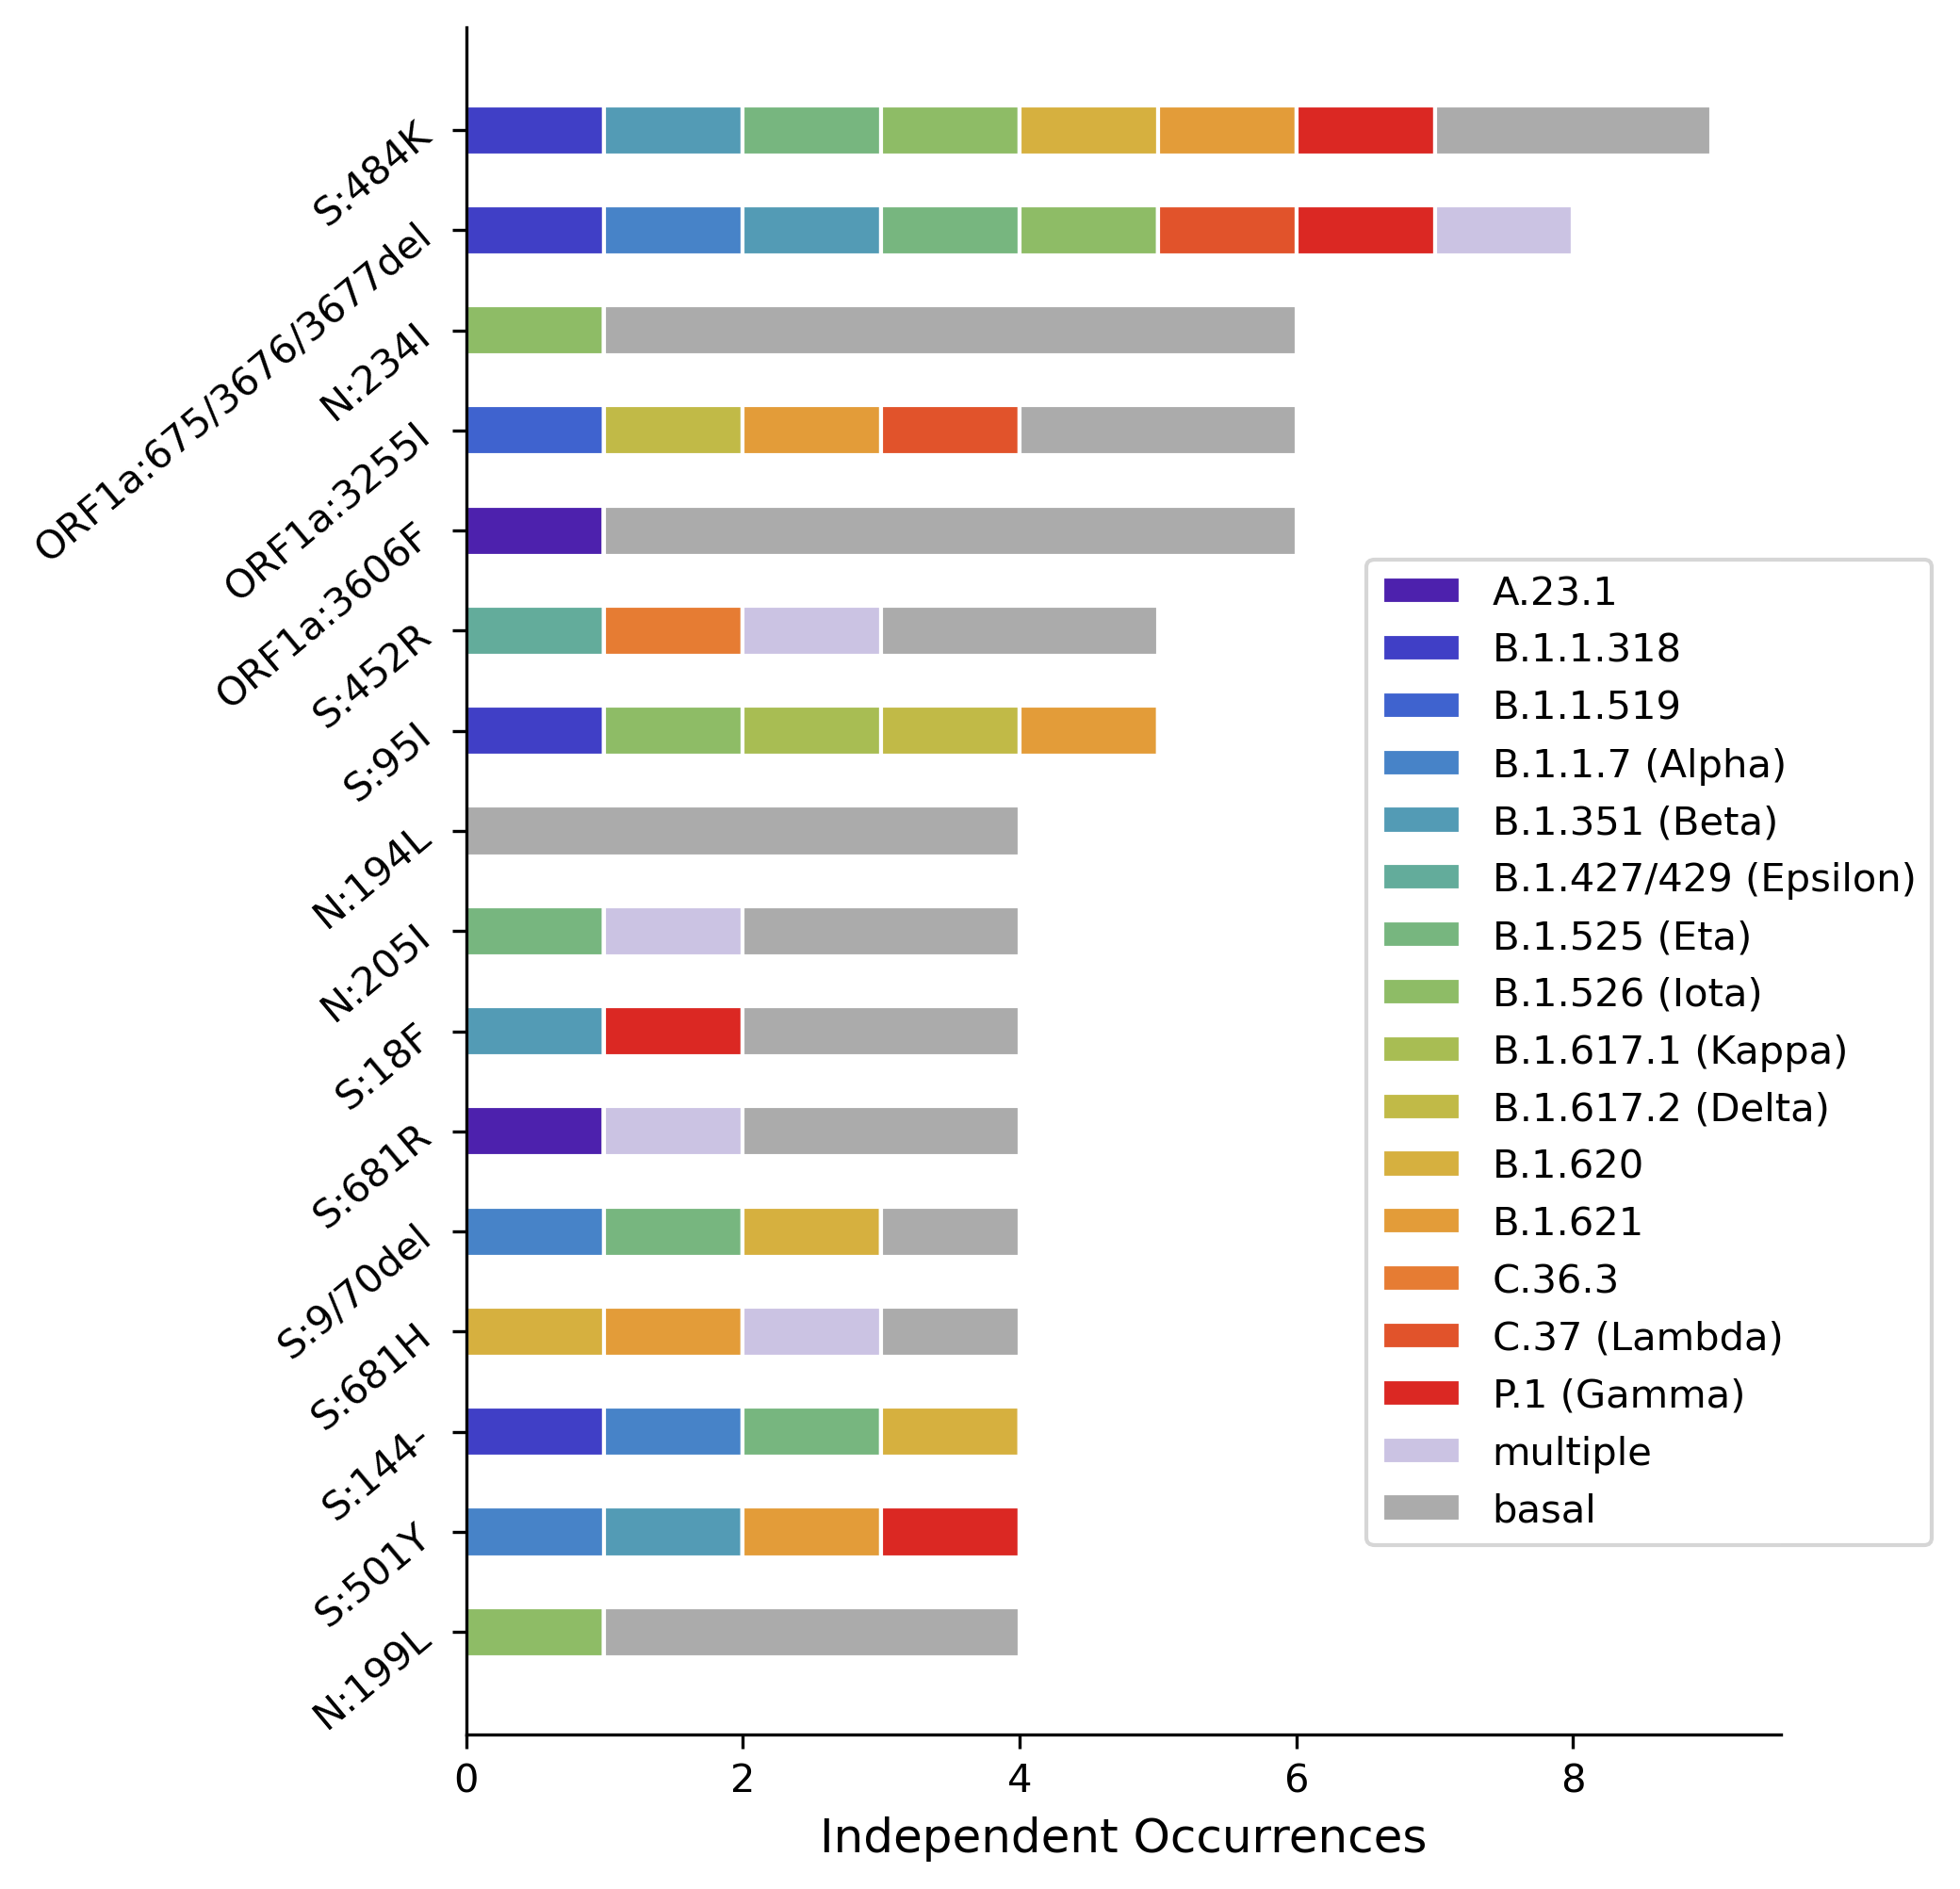 S:484K
ORF1a:675/3676/3677del
N:234I
ORF1a:3255I
ORF1a:3606F
S:452R
S:95I
N:194L
N:205I
S:18F
S:681R
S:9/70del
S:681H
S:144-
S:501Y
N:199L
A.23.1
B.1.1.318
B.1.1.519
B.1.1.7 (Alpha)
B.1.351 (Beta)
B.1.427/429 (Epsilon)
B.1.525 (Eta)
B.1.526 (Iota)
B.1.617.1 (Kappa)
B.1.617.2 (Delta)
B.1.620
B.1.621
C.36.3
C.37 (Lambda)
P.1 (Gamma)
multiple
basal
0 2 4 6 8
Independent Occurrences